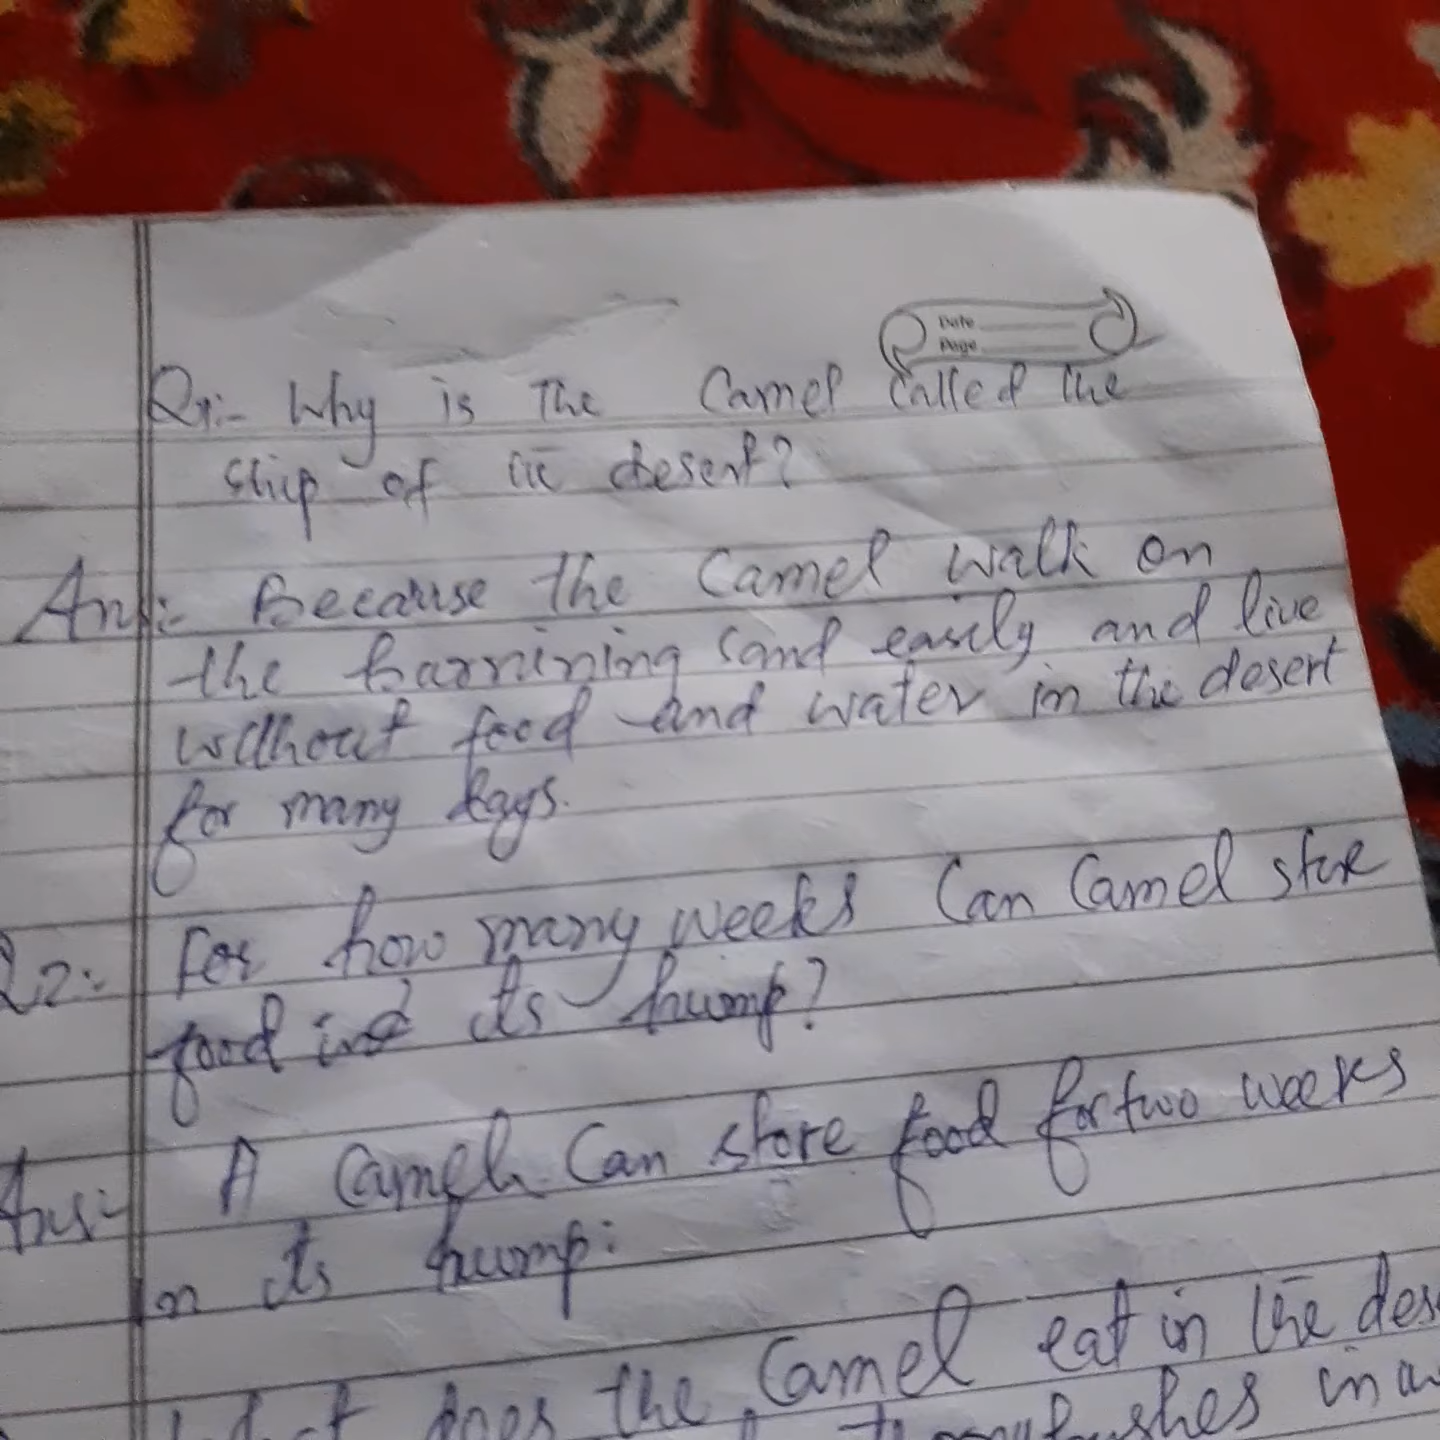 Date
Page
Q1:- Why is The Camel Called the
ship of the desert?
Ans:- Because the Camel walk on
the barrining sand easily and live
without food and water in the desert
for many days.
Q2:- For how many weeks Can Camel store
food in its hump?
Ans:- A Camel Can store food for two weeks
in its hump:
does the Camel eat in the des
bushes in